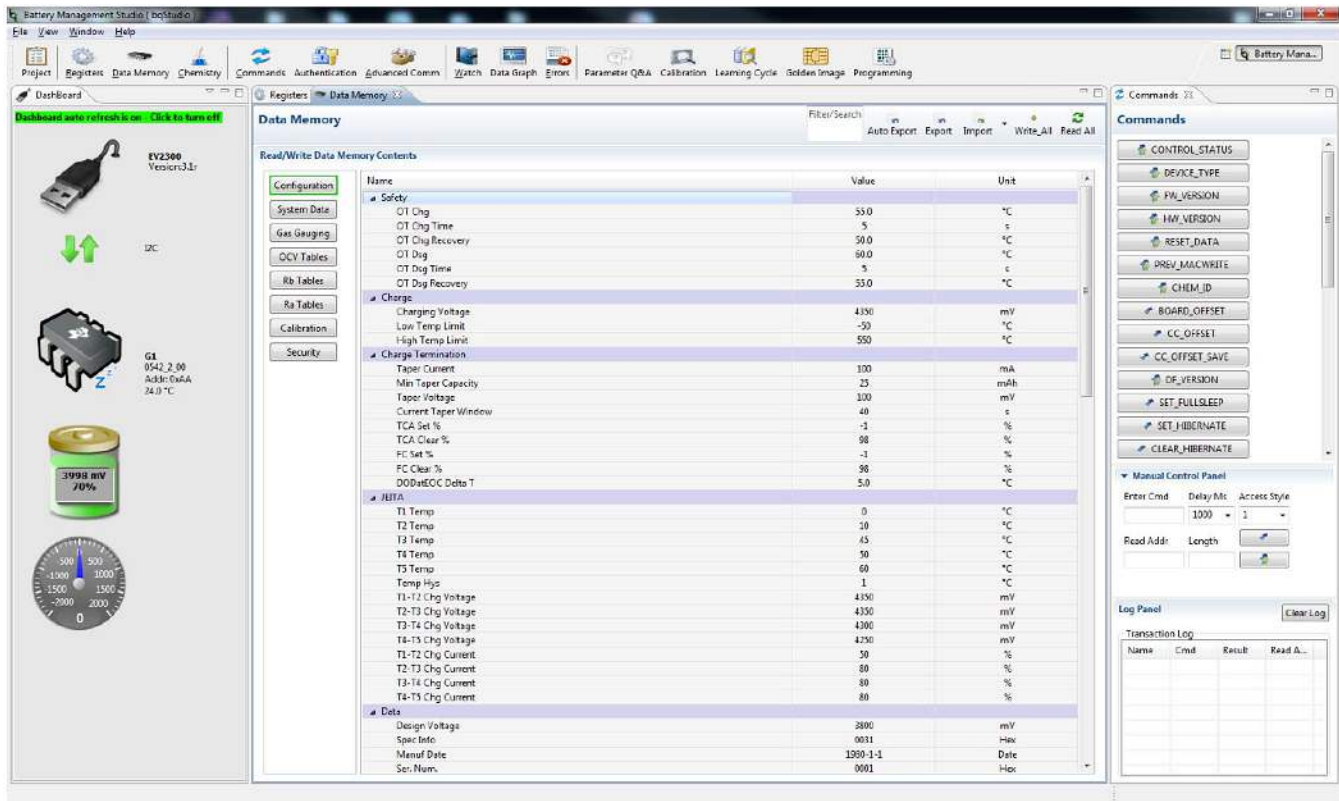 Battery Management Studio ( bqStudio )
File View Window Help
Project Registers Data Memory Chemistry Commands Authentication Advanced Comm Watch Data Graph Errors Parameter Q&A Calibration Learning Cycle Golden Image Programming
Battery Mana...
DashBoard
Registers Data Memory
Commands
Dashboard auto refresh is on - Click to turn off
EV2300
Version:3.1r
I2C
G1
0542_2_00
Addr: 0xAA
24.0 °C
3998 mV
70%
500 500
-1000 1000
-1500 1500
-2000 2000
0
Data Memory
Filter/Search
Auto Export Export Import Write_All Read All
Read/Write Data Memory Contents
Configuration
System Data
Gas Gauging
OCV Tables
Rb Tables
Ra Tables
Calibration
Security
Name Value Unit
Safety
OT Chg 55.0 °C
OT Chg Time 5 s
OT Chg Recovery 50.0 °C
OT Dsg 60.0 °C
OT Dsg Time 5 s
OT Dsg Recovery 55.0 °C
Charge
Charging Voltage 4350 mV
Low Temp Limit -50 °C
High Temp Limit 550 °C
Charge Termination
Taper Current 100 mA
Min Taper Capacity 25 mAh
Taper Voltage 100 mV
Current Taper Window 40 s
TCA Set % -1 %
TCA Clear % 98 %
FC Set % -1 %
FC Clear % 98 %
DODatEOC Delta T 5.0 °C
JEITA
T1 Temp 0 °C
T2 Temp 10 °C
T3 Temp 45 °C
T4 Temp 50 °C
T5 Temp 60 °C
Temp Hys 1 °C
T1-T2 Chg Voltage 4350 mV
T2-T3 Chg Voltage 4350 mV
T3-T4 Chg Voltage 4300 mV
T4-T5 Chg Voltage 4250 mV
T1-T2 Chg Current 50 %
T2-T3 Chg Current 80 %
T3-T4 Chg Current 80 %
T4-T5 Chg Current 80 %
Data
Design Voltage 3800 mV
Spec Info 0031 Hex
Manuf Date 1980-1-1 Date
Ser. Num. 0001 Hex
Commands
CONTROL_STATUS
DEVICE_TYPE
FW_VERSION
HW_VERSION
RESET_DATA
PREV_MACWRITE
CHEM_ID
BOARD_OFFSET
CC_OFFSET
CC_OFFSET_SAVE
DF_VERSION
SET_FULLSLEEP
SET_HIBERNATE
CLEAR_HIBERNATE
Manual Control Panel
Enter Cmd Delay Ms Access Style
1000 1
Read Addr Length
Log Panel
Clear Log
Transaction Log
Name Cmd Result Read A...